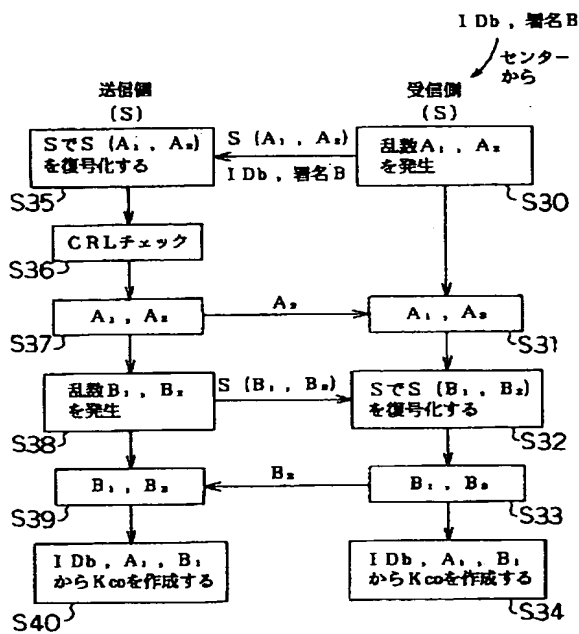 IDb, 署名B
センター
から
送信側
(S)
受信側
(S)
SでS (A₁, A₂)
を復号化する
S35
S (A₁, A₂)
IDb, 署名B
乱数A₁, A₂
を発生
S30
CRLチェック
S36
A₁, A₂
S37
A₂
A₁, A₂
S31
乱数B₁, B₂
を発生
S38
S (B₁, B₂)
SでS (B₁, B₂)
を復号化する
S32
B₁, B₂
S39
B₂
B₁, B₂
S33
IDb, A₁, B₁
からKcoを作成する
S40
IDb, A₁, B₁
からKcoを作成する
S34